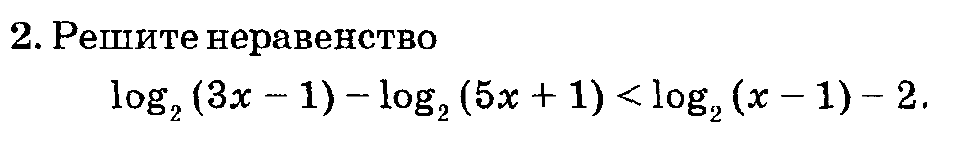 2. Решите неравенство
log₂ (3x − 1) − log₂ (5x + 1) < log₂ (x − 1) − 2.